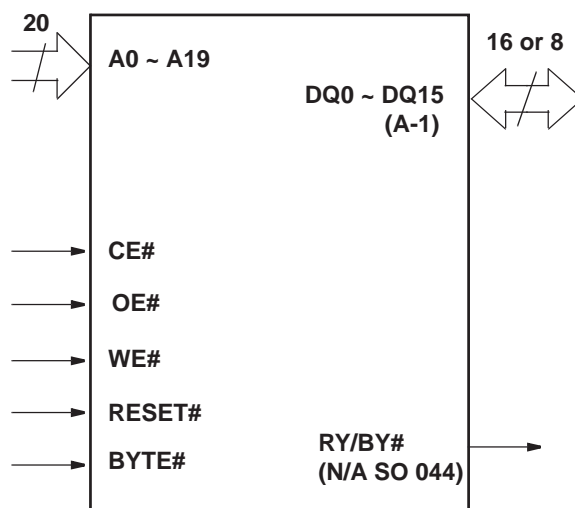 20
A0 ~ A19
16 or 8
DQ0 ~ DQ15
(A-1)
CE#
OE#
WE#
RESET#
BYTE#
RY/BY#
(N/A SO 044)